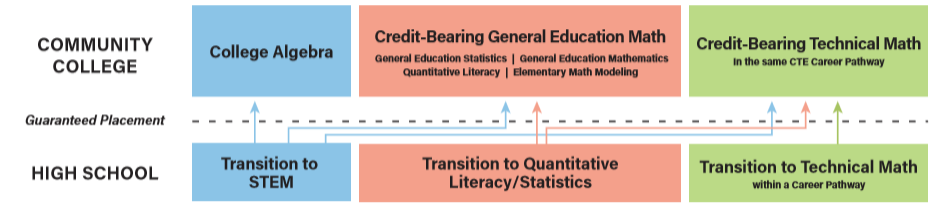 COMMUNITY
COLLEGE
College Algebra
Credit-Bearing General Education Math
General Education Statistics | General Education Mathematics
Quantitative Literacy | Elementary Math Modeling
Credit-Bearing Technical Math
In the same CTE Career Pathway
Guaranteed Placement
HIGH SCHOOL
Transition to
STEM
Transition to Quantitative
Literacy/Statistics
Transition to Technical Math
within a Career Pathway